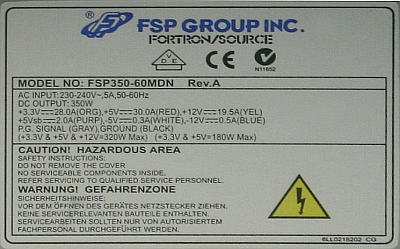 FSP GROUP INC.
FORTRON/SOURCE
VDE CE N11652
MODEL NO: FSP350-60MDN Rev.A
AC INPUT:230-240V~,5A,50-60Hz
DC OUTPUT: 350W
+3.3V⎓28.0A(ORG),+5V⎓30.0A(RED),+12V⎓19.5A(YEL)
+5Vsb⎓2.0A(PURP),-5V⎓0.3A(WHITE),-12V⎓0.5A(BLUE)
P.G. SIGNAL (GRAY),GROUND (BLACK)
(+3.3V & +5V & +12V=320W Max) (+3.3V & +5V=180W Max)
CAUTION! HAZARDOUS AREA
SAFETY INSTRUCTIONS:
DO NOT REMOVE THE COVER
NO SERVICEABLE COMPONENTS INSIDE.
REFER SERVICING TO QUALIFIED SERVICE PERSONNEL.
WARNUNG! GEFAHRENZONE
SICHERHEITSHINWEISE:
VOR DEM ÖFFNEN DES GERÄTES NETZSTECKER ZIEHEN.
KEINE SERVICERELEVANTEN BAUTEILE ENTHALTEN.
SERVICEARBEITEN SOLLTEN NUR VON AUTORISIERTEM
FACHPERSONAL DURCHGEFÜHRT WERDEN.
6LL0218202 CG